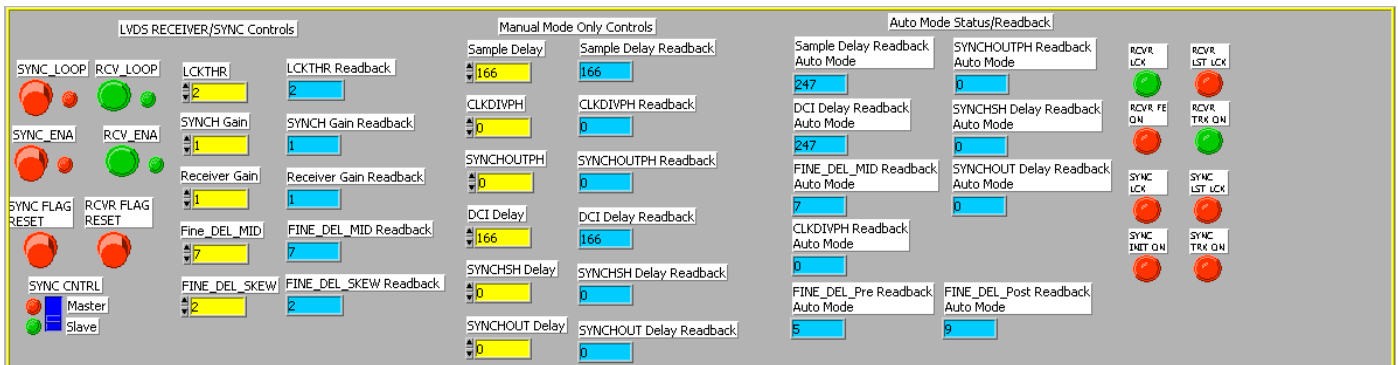 LVDS RECEIVER/SYNC Controls
SYNC_LOOP
RCV_LOOP
SYNC_ENA
RCV_ENA
SYNC FLAG
RESET
RCVR FLAG
RESET
SYNC CNTRL
Master
Slave
LCKTHR
2
LCKTHR Readback
2
SYNCH Gain
1
SYNCH Gain Readback
1
Receiver Gain
1
Receiver Gain Readback
1
Fine_DEL_MID
7
FINE_DEL_MID Readback
7
FINE_DEL_SKEW
2
FINE_DEL_SKEW Readback
2
Manual Mode Only Controls
Sample Delay
166
Sample Delay Readback
166
CLKDIVPH
0
CLKDIVPH Readback
0
SYNCHOUTPH
0
SYNCHOUTPH Readback
0
DCI Delay
166
DCI Delay Readback
166
SYNCHSH Delay
0
SYNCHSH Delay Readback
0
SYNCHOUT Delay
0
SYNCHOUT Delay Readback
0
Auto Mode Status/Readback
Sample Delay Readback
Auto Mode
247
SYNCHOUTPH Readback
Auto Mode
0
DCI Delay Readback
Auto Mode
247
SYNCHSH Delay Readback
Auto Mode
0
FINE_DEL_MID Readback
Auto Mode
7
SYNCHOUT Delay Readback
Auto Mode
0
CLKDIVPH Readback
Auto Mode
0
FINE_DEL_Pre Readback
Auto Mode
5
FINE_DEL_Post Readback
Auto Mode
9
RCVR
LCK
RCVR
LST LCK
RCVR FE
ON
RCVR
TRK ON
SYNC
LCK
SYNC
LST LCK
SYNC
INIT ON
SYNC
TRK ON